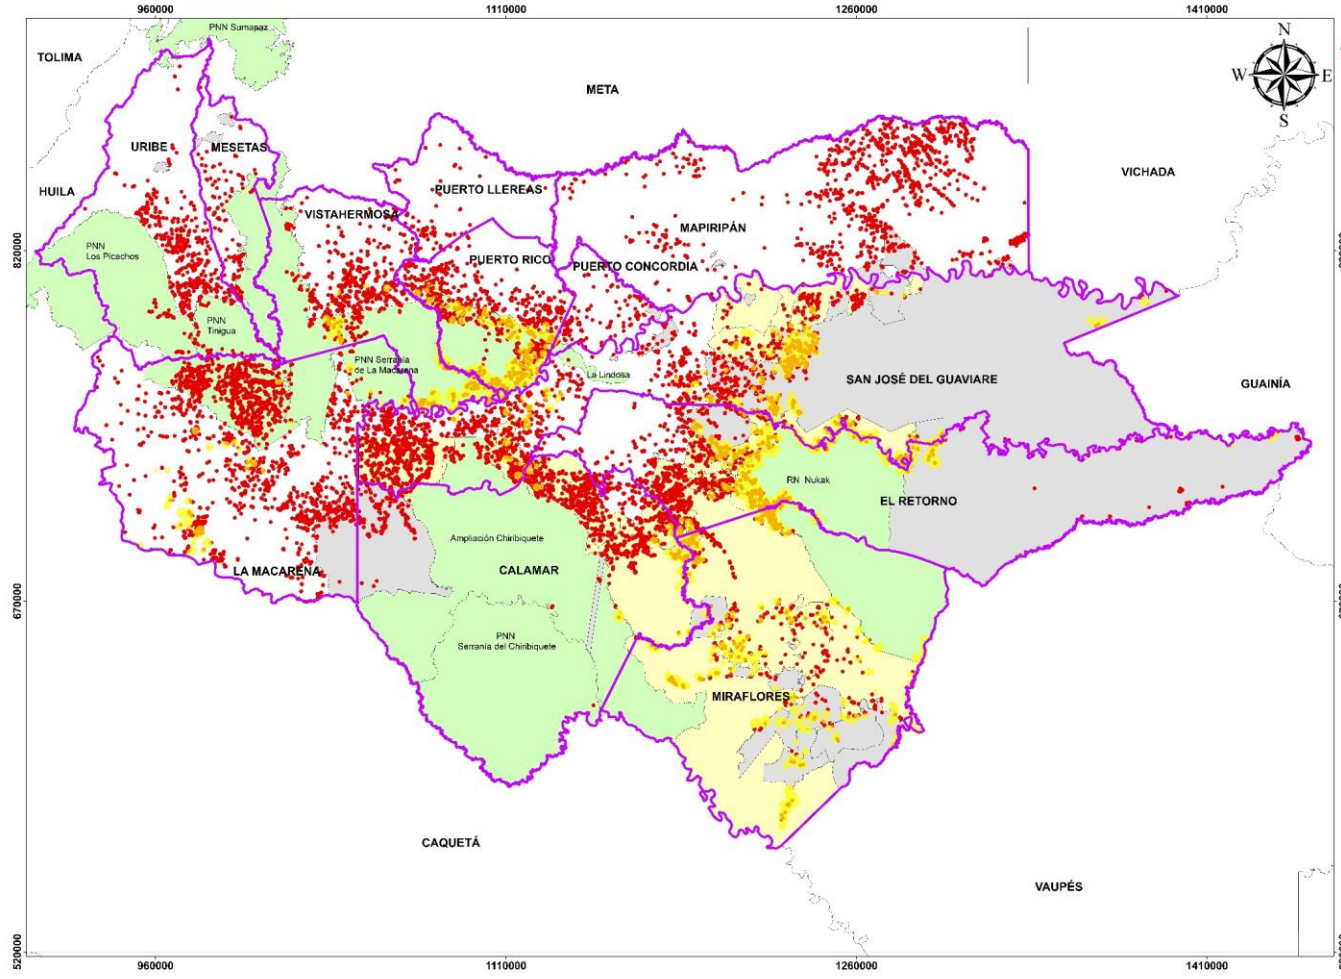 960000
1110000
1260000
1410000
PNN Sumapaz
TOLIMA
META
N
W
E
S
URIBE
MESETAS
VICHADA
HUILA
PUERTO LLEREAS
VISTAHERMOSA
MAPIRIPÁN
820000
PNN
Los Picachos
PUERTO RICO
PUERTO CONCORDIA
PNN
Tinigua
PNN Serranía
de La Macarena
La Lindosa
SAN JOSÉ DEL GUAVIARE
GUAINÍA
RN Nukak
EL RETORNO
Ampliación Chiribiquete
LA MACARENA
CALAMAR
670000
PNN
Serranía del Chiribiquete
MIRAFLORES
CAQUETÁ
VAUPÉS
520000
960000
1110000
1260000
1410000